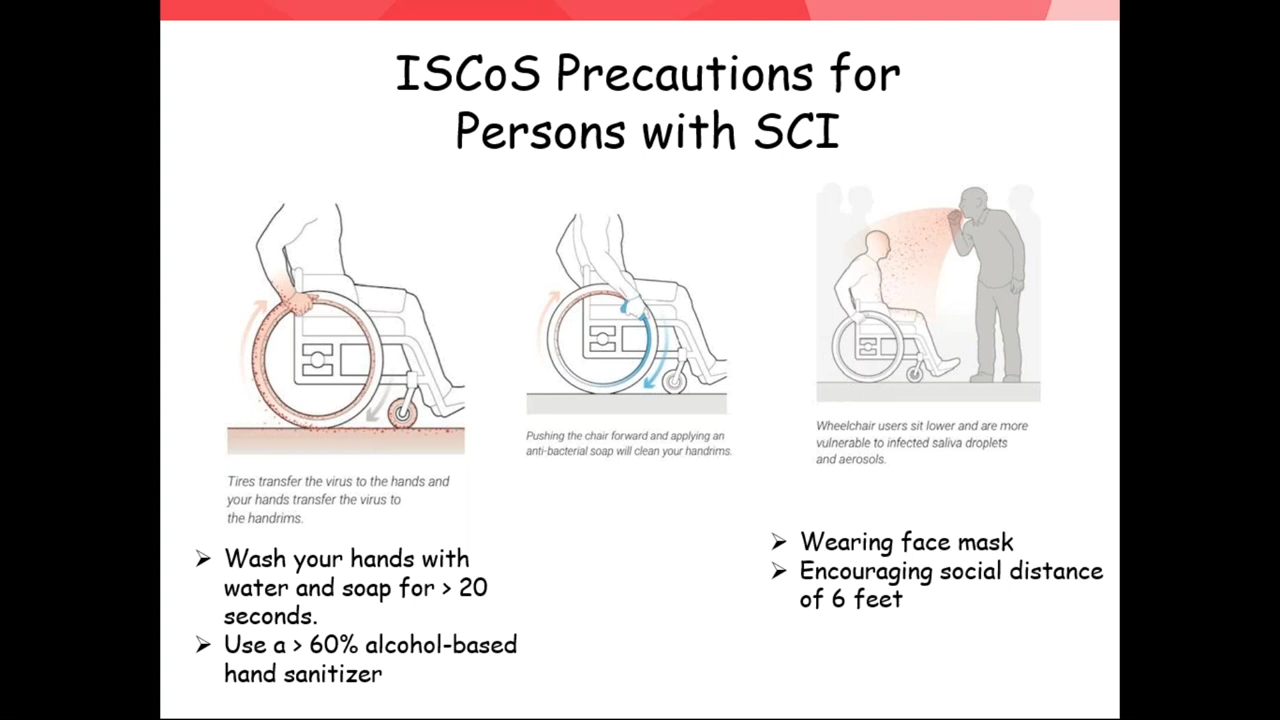 ISCoS Precautions for
Persons with SCI
Tires transfer the virus to the hands and
your hands transfer the virus to
the handrims.
➢ Wash your hands with
water and soap for > 20
seconds.
➢ Use a > 60% alcohol-based
hand sanitizer
Pushing the chair forward and applying an
anti-bacterial soap will clean your handrims.
Wheelchair users sit lower and are more
vulnerable to infected saliva droplets
and aerosols.
➢ Wearing face mask
➢ Encouraging social distance
of 6 feet